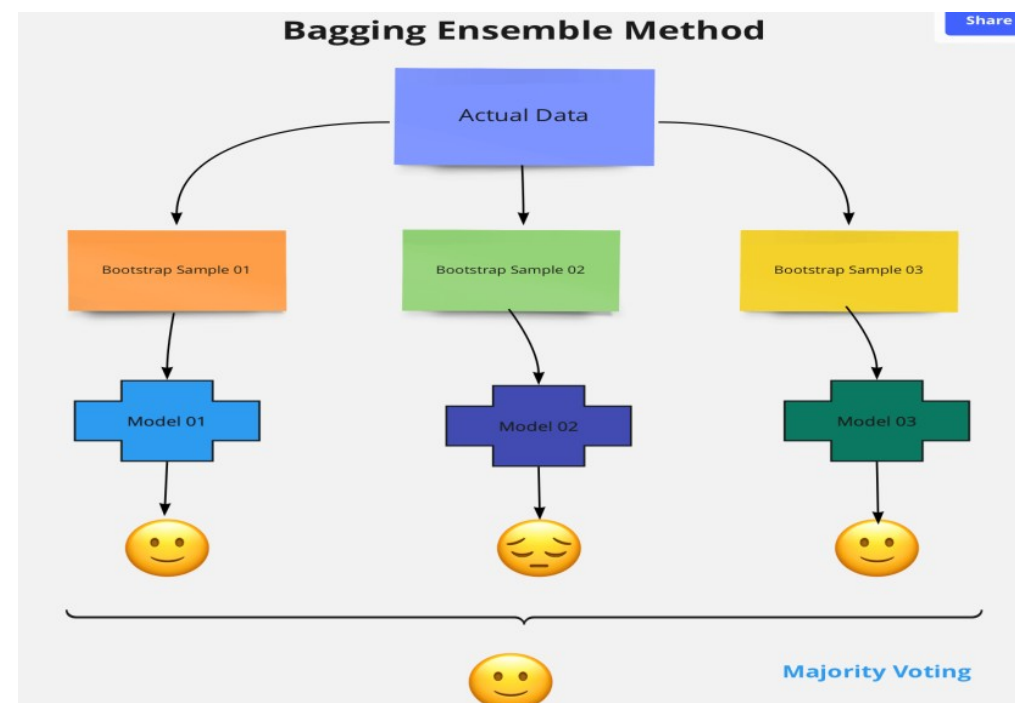 Bagging Ensemble Method
Share
Actual Data
Bootstrap Sample 01
Bootstrap Sample 02
Bootstrap Sample 03
Model 01
Model 02
Model 03
Majority Voting